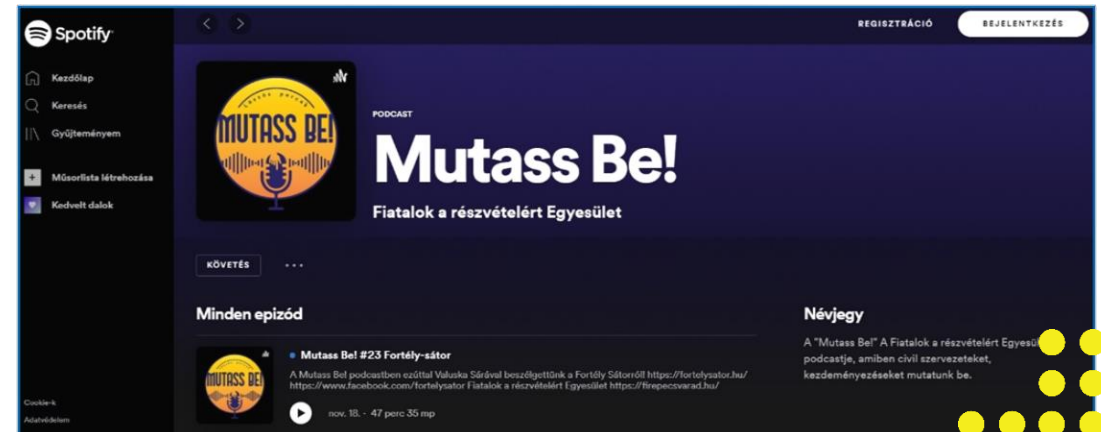 Spotify
REGISZTRÁCIÓ
BEJELENTKEZÉS
Kezdőlap
Keresés
Gyűjteményem
Műsorlista létrehozása
Kedvelt dalok
MUTASS BE!
PODCAST
Mutass Be!
Fiatalok a részvételért Egyesület
KÖVETÉS
Minden epizód
MUTASS BE!
Mutass Be! #23 Fortély-sátor
A Mutass Be! podcastben ezúttal Valuska Sárával beszélgettünk a Fortély Sátorról! https://fortelysator.hu/
https://www.facebook.com/fortelysator Fiatalok a részvételért Egyesület https://firepecsvarad.hu/
nov. 18. - 47 perc 35 mp
Névjegy
A "Mutass Be!" A Fiatalok a részvételért
podcastje, amiben civil szervezeteket,
kezdeményezéseket mutatunk be.
Cookie-k
Adatvédelem